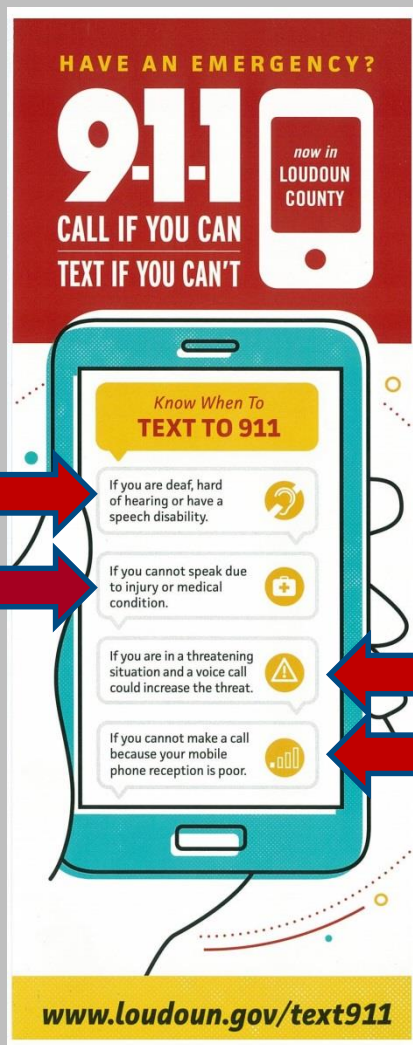 HAVE AN EMERGENCY?
9-1-1
CALL IF YOU CAN
TEXT IF YOU CAN'T
now in
LOUDOUN
COUNTY
Know When To
TEXT TO 911
If you are deaf, hard
of hearing or have a
speech disability.
If you cannot speak due
to injury or medical
condition.
If you are in a threatening
situation and a voice call
could increase the threat.
If you cannot make a call
because your mobile
phone reception is poor.
www.loudoun.gov/text911